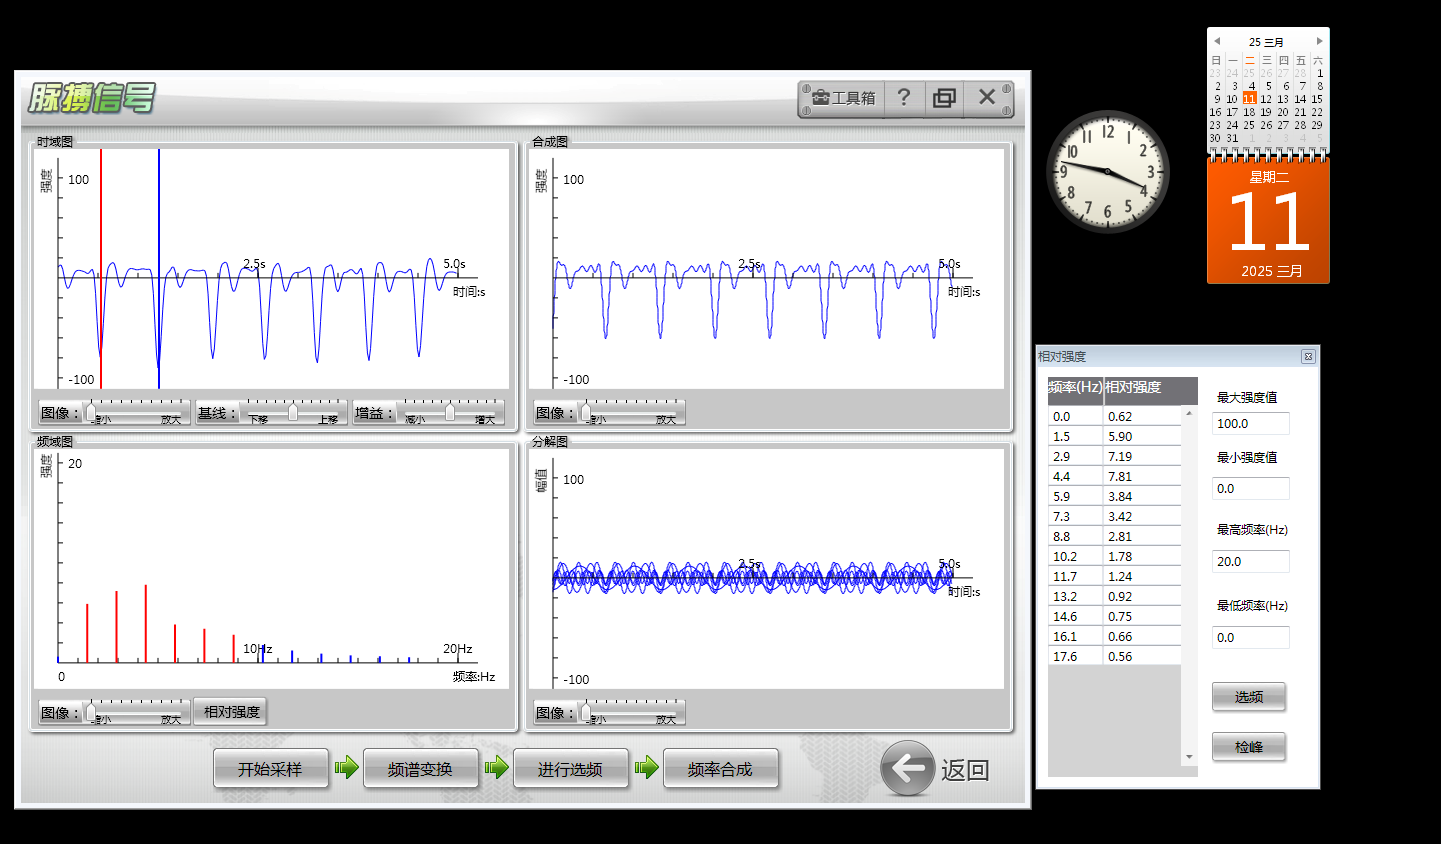 脉搏信号
工具箱 ?
时域图
强度
100
2.5s
5.0s
时间:s
-100
图像： 缩小 放大 基线： 下移 上移 增益： 减小 增大
合成图
强度
100
2.5s
5.0s
时间:s
-100
图像： 缩小 放大
频域图
强度
20
10Hz
20Hz
0
频率:Hz
图像： 缩小 放大 相对强度
分解图
幅值
100
2.5s
5.0s
时间:s
-100
图像： 缩小 放大
开始采样 频谱变换 进行选频 频率合成 返回
12
1
2
3
4
5
6
7
8
9
10
11
25 三月
日 一 二 三 四 五 六
23 24 25 26 27 28 1
2 3 4 5 6 7 8
9 10 11 12 13 14 15
16 17 18 19 20 21 22
23 24 25 26 27 28 29
30 31 1 2 3 4 5
星期二
11
2025 三月
相对强度
频率(Hz) 相对强度
0.0 0.62
1.5 5.90
2.9 7.19
4.4 7.81
5.9 3.84
7.3 3.42
8.8 2.81
10.2 1.78
11.7 1.24
13.2 0.92
14.6 0.75
16.1 0.66
17.6 0.56
最大强度值
100.0
最小强度值
0.0
最高频率(Hz)
20.0
最低频率(Hz)
0.0
选频
检峰